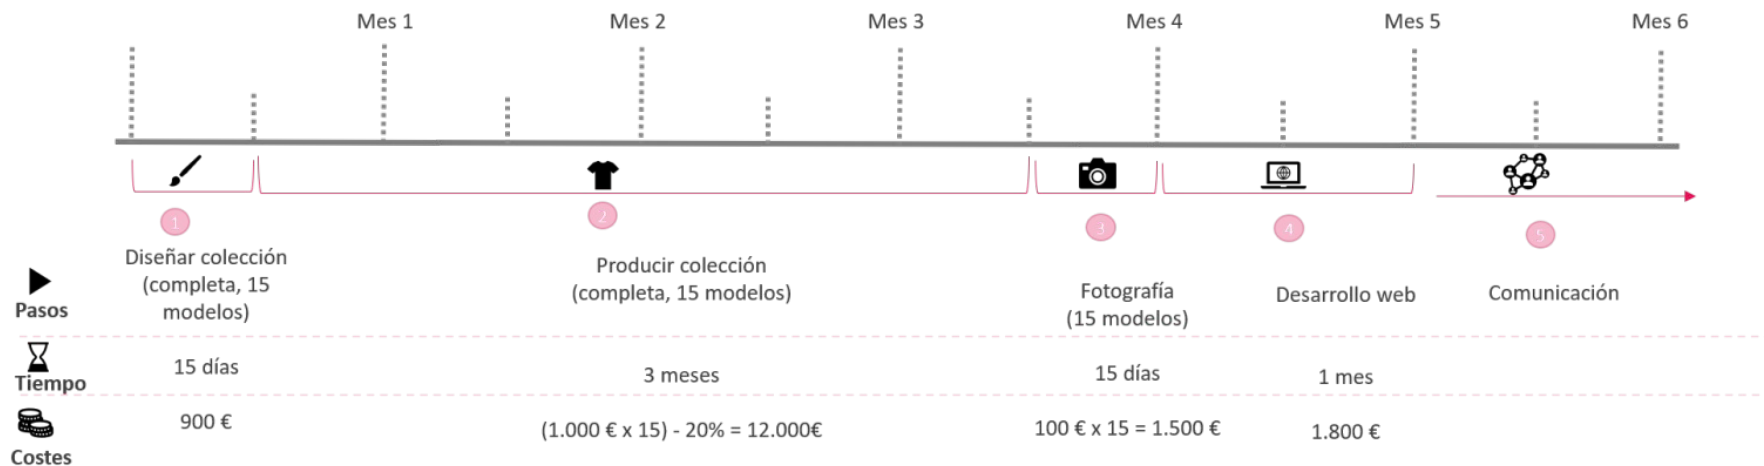 Mes 1
Mes 2
Mes 3
Mes 4
Mes 5
Mes 6
1
2
3
4
5
Diseñar colección
(completa, 15
modelos)
Producir colección
(completa, 15 modelos)
Fotografía
(15 modelos)
Desarrollo web
Comunicación
Pasos
Tiempo
15 días
3 meses
15 días
1 mes
Costes
900 €
(1.000 € x 15) - 20% = 12.000€
100 € x 15 = 1.500 €
1.800 €